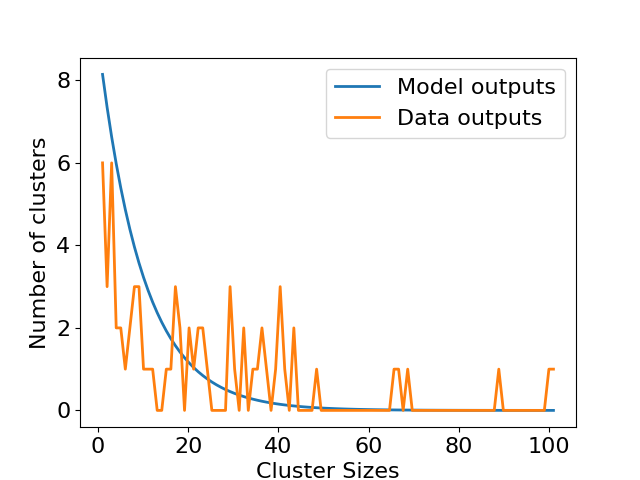 Model outputs
Data outputs
8
6
4
2
0
Number of clusters
0 20 40 60 80 100
Cluster Sizes